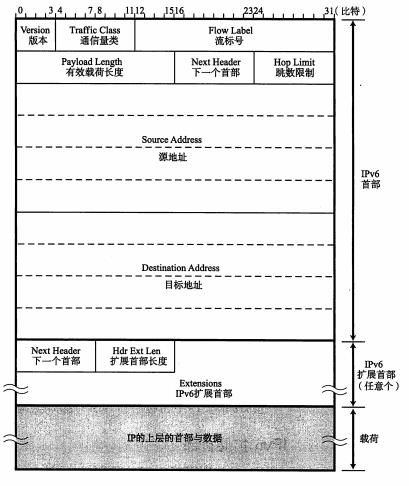 0 3 4 7 8 11 12 15 16 23 24 31 (比特)
Version Traffic Class Flow Label
版本 通信量类 流标号
Payload Length Next Header Hop Limit
有效载荷长度 下一个首部 跳数限制
Source Address
源地址
IPv6
首部
Destination Address
目标地址
Next Header Hdr Ext Len
下一个首部 扩展首部长度
Extensions
IPv6扩展首部
IPv6
扩展首部
(任意个)
IP的上层的首部与数据
载荷